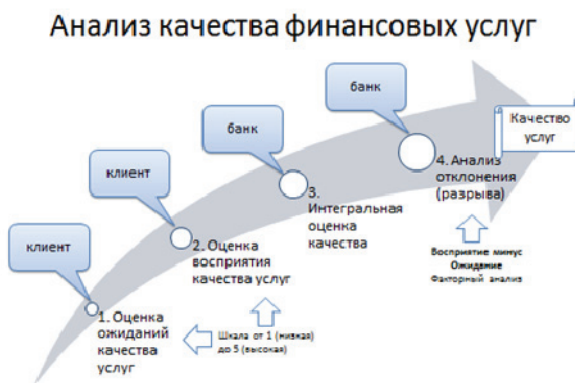 Анализ качества финансовых услуг
банк
банк
Качество
услуг
клиент
клиент
4. Анализ
отклонения
(разрыва)
3.
Интегральная
оценка
качества
2. Оценка
восприятия
качества услуг
Восприятие минус
Ожидание
Факторный анализ
1. Оценка
ожиданий
качества
услуг
Шкала от 1 (низкая)
до 5 (высокая)